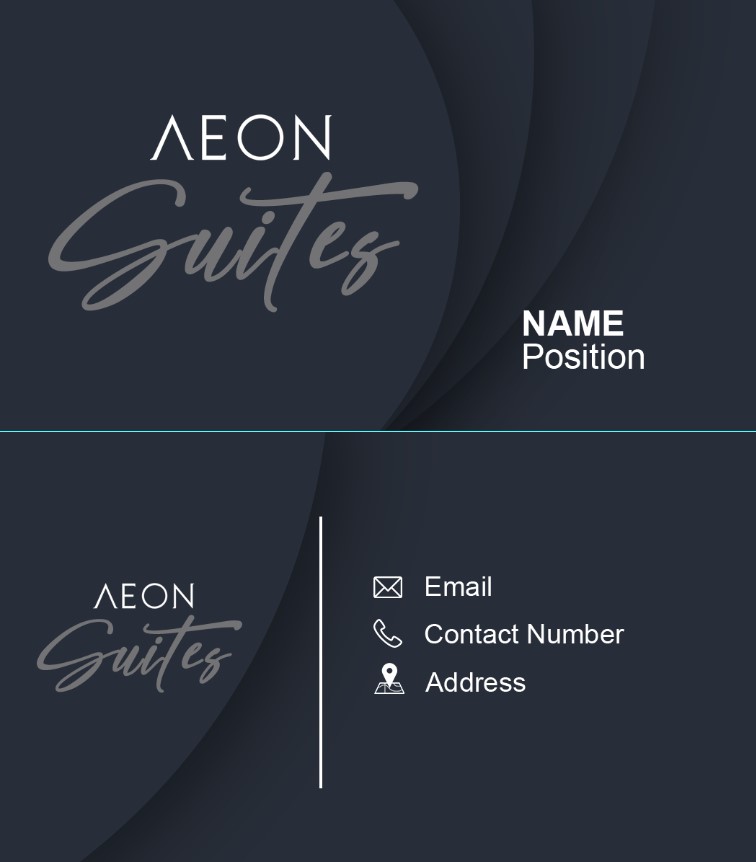 AEON
Suites
NAME
Position
AEON
Suites
Email
Contact Number
Address